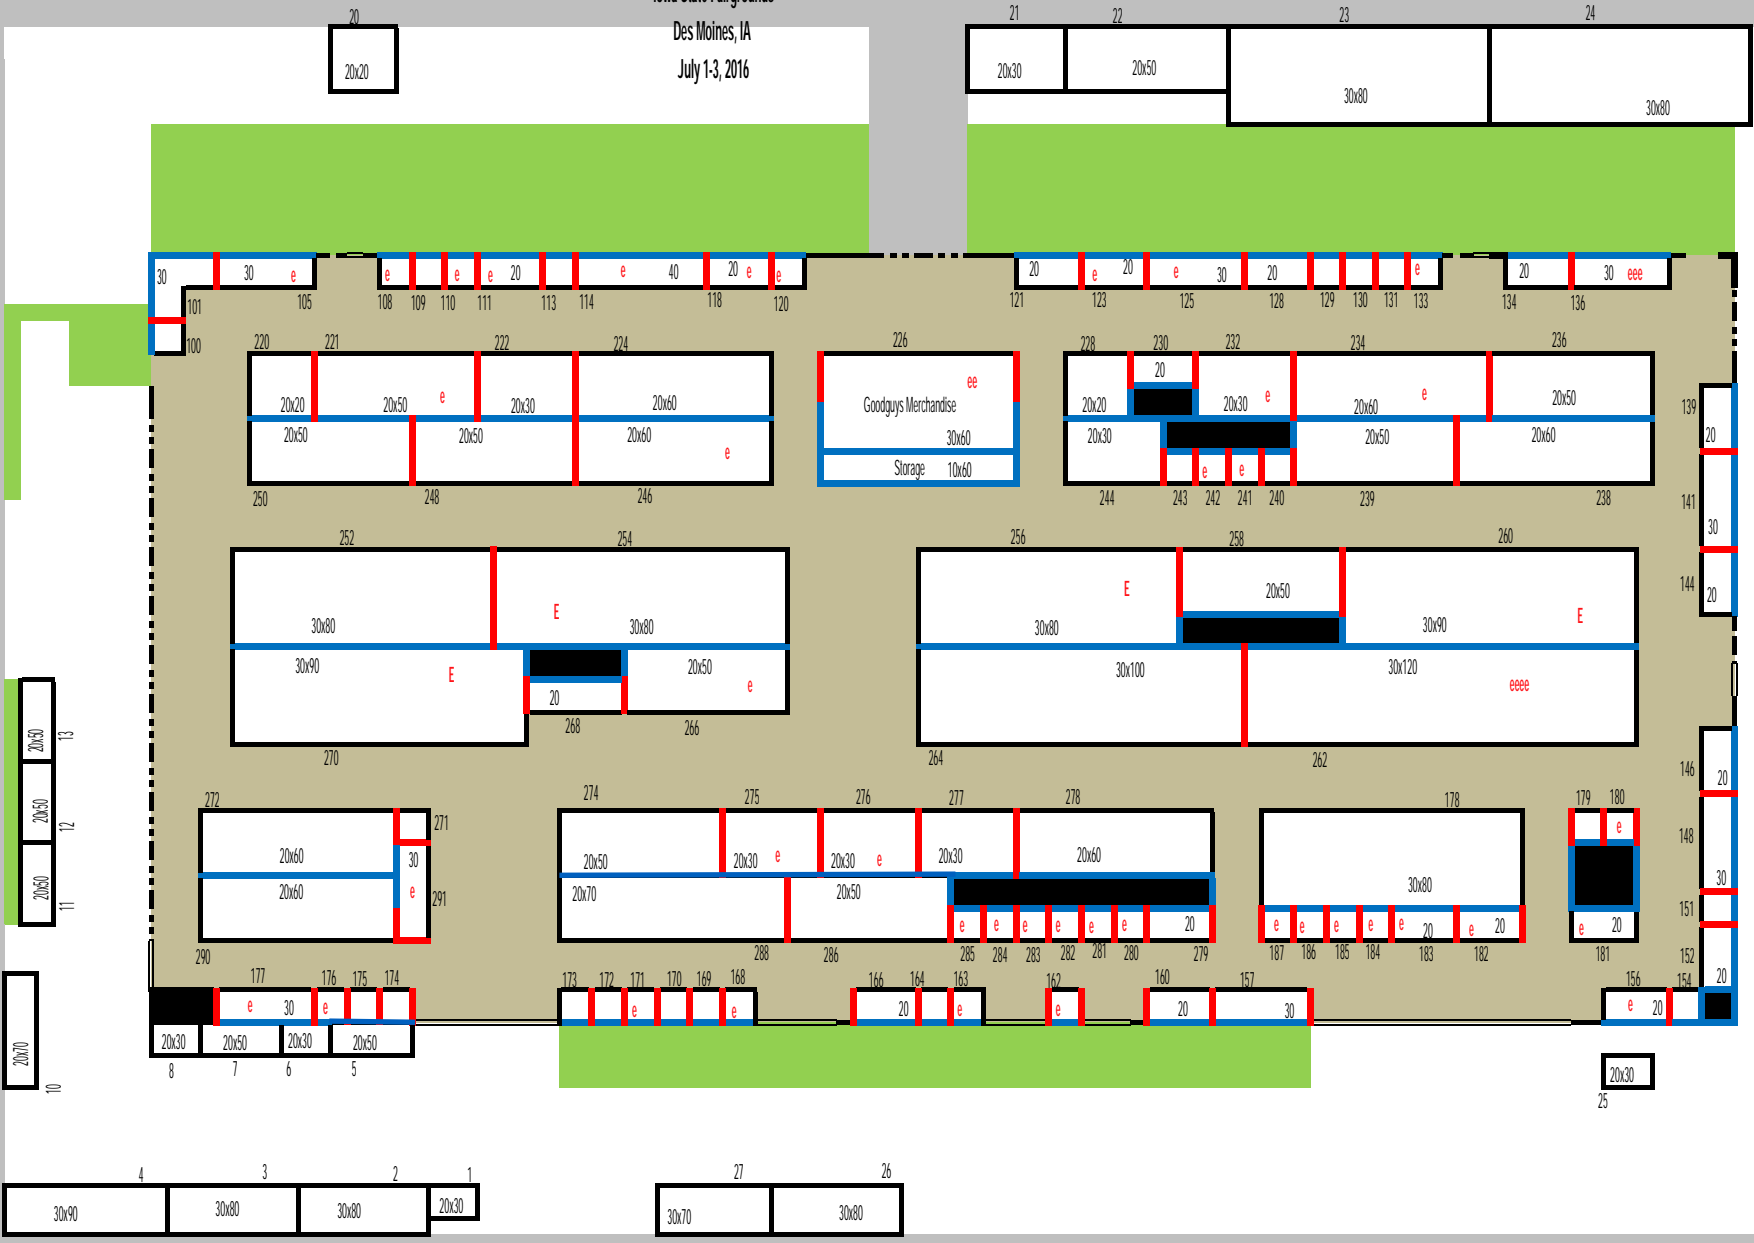 Iowa State Fairgrounds
Des Moines, IA
July 1-3, 2016
20
20x20
21 22 23 24
20x30 20x50 30x80 30x80
30 30 e e e e 20 e 40 20 e e
20 e 20 e 30 20 e 20 30 eee
101 105 108 109 110 111 113 114 118 120
121 123 125 128 129 130 131 133 134 136
100
220 221 222 224 226 228 230 232 234 236
20
20x20 20x50 e 20x30 20x60
Goodguys Merchandise ee
30x60
Storage 10x60
20x20 20x30 e 20x60 e 20x50
20x50 20x50 20x60 e
20x30 e e 20x50 20x60
250 248 246 244 243 242 241 240 239 238
139 20
141 30
144 20
252 254 256 258 260
30x80 E 30x80
30x80 E 20x50 30x90 E
30x90 E 20 20x50 e
30x100 30x120 eeee
270 268 266 264 262
20x50 13
20x50 12
20x50 11
20x70 10
146 20
148 30
151
152 20
272 271 274 275 276 277 278 178 179 180
20x60 30 e
20x60 291
20x50 20x30 e 20x30 e 20x30 20x60
20x70 20x50
e e e e e e 20
30x80
e e e e e 20 e 20
e
e 20
290 288 286 285 284 283 282 281 280 279 187 186 185 184 183 182 181
177 176 175 174 173 172 171 170 169 168 166 164 163 162 160 157 156 154
e 30 e e e 20 e e 20 30 e 20
20x30 20x50 20x30 20x50
8 7 6 5
20x30
25
4 3 2 1 27 26
30x90 30x80 30x80 20x30 30x70 30x80